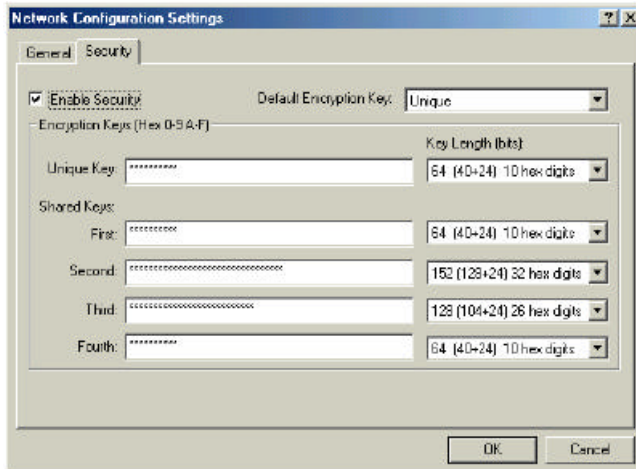 Network Configuration Settings
General
Security
Enable Security
Default Encryption Key:
Unique
Encryption Keys (Hex 0-9 A-F)
Key Length (bits):
Unique Key:
**********
64 (40+24) 10 hex digits
Shared Keys:
First:
**********
64 (40+24) 10 hex digits
Second:
********************************
152 (128+24) 32 hex digits
Third:
**************************
128 (104+24) 26 hex digits
Fourth:
**********
64 (40+24) 10 hex digits
OK
Cancel